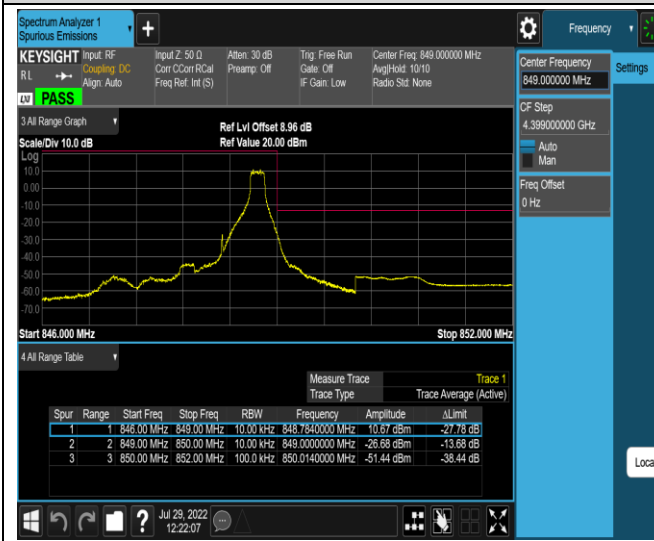 Spectrum Analyzer 1
Spurious Emissions
Frequency
KEYSIGHT Input: RF Input Z: 50 Ω Atten: 30 dB Trig: Free Run Center Freq: 849.000000 MHz
RL Coupling: DC Corr CCorr RCal Preamp: Off Gate: Off Avg|Hold: 10/10
Align: Auto Freq Ref: Int (S) IF Gain: Low Radio Std: None
LXI PASS
Center Frequency
849.000000 MHz
Settings
CF Step
4.399000000 GHz
Auto
Man
Freq Offset
0 Hz
3 All Range Graph
Ref Lvl Offset 8.96 dB
Scale/Div 10.0 dB Ref Value 20.00 dBm
Log
10.0
0.00
-10.0
-20.0
-30.0
-40.0
-50.0
-60.0
-70.0
Start 846.000 MHz Stop 852.000 MHz
4 All Range Table
Measure Trace Trace 1
Trace Type Trace Average (Active)
Spur Range Start Freq Stop Freq RBW Frequency Amplitude ΔLimit
1 1 846.00 MHz 849.00 MHz 10.00 kHz 848.7840000 MHz 10.67 dBm -27.78 dB
2 2 849.00 MHz 850.00 MHz 10.00 kHz 849.0000000 MHz -26.68 dBm -13.68 dB
3 3 850.00 MHz 852.00 MHz 100.0 kHz 850.0140000 MHz -51.44 dBm -38.44 dB
Jul 29, 2022
12:22:07